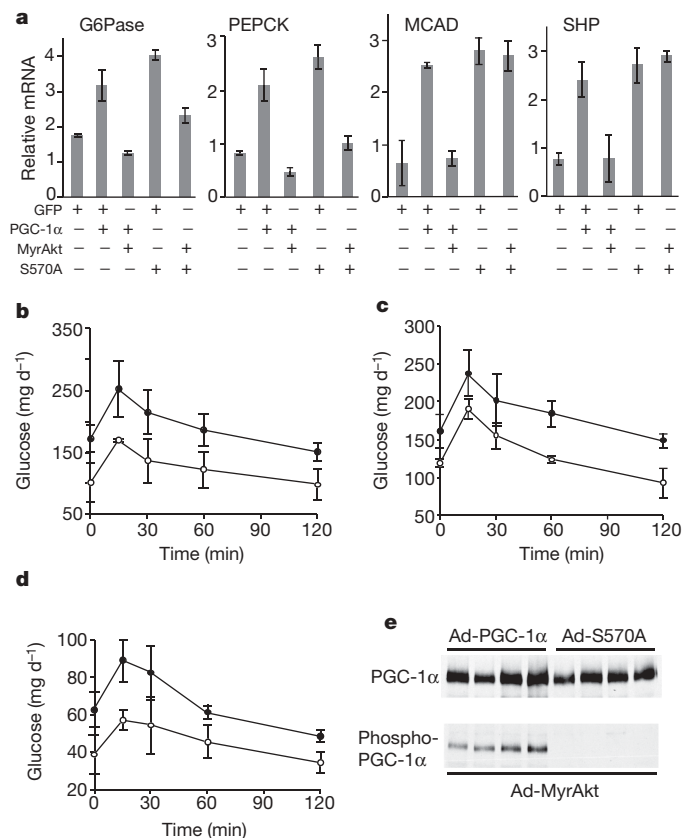 a
G6Pase PEPCK MCAD SHP
Relative mRNA
4 3 2 1 0
3 2 1 0
3 2 1 0
3 2 1 0
GFP + + − + − + + − + − + + − + − + + − + −
PGC-1α − + + − − − + + − − − + + − − − + + − −
MyrAkt − − + − + − − + − + − − + − + − − + − +
S570A − − − + + − − − + + − − − + + − − − + +
b
Glucose (mg d⁻¹)
350
250
150
50
0 30 60 90 120
Time (min)
c
Glucose (mg d⁻¹)
300
250
200
150
100
50
0 30 60 90 120
Time (min)
d
Glucose (mg d⁻¹)
100
80
60
40
20
0 30 60 90 120
Time (min)
e
Ad-PGC-1α Ad-S570A
PGC-1α
Phospho-
PGC-1α
Ad-MyrAkt